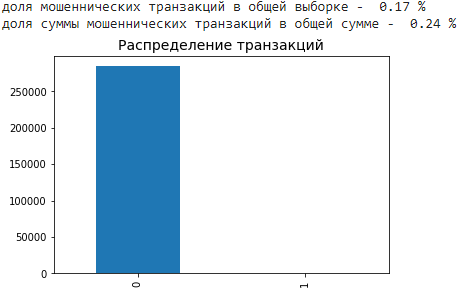 доля мошеннических транзакций в общей выборке -  0.17 %
доля суммы мошеннических транзакций в общей сумме -  0.24 %
Распределение транзакций
250000
200000
150000
100000
50000
0
0
1